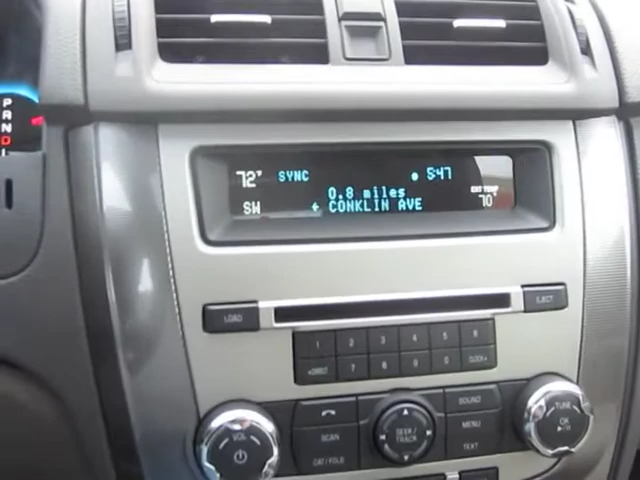 P
R
N
D
L
72° SYNC 5:47
0.8 miles EXT TEMP
SW ← CONKLIN AVE 70°
LOAD EJECT
1 2 3 4 5 6
DIRECT 7 8 9 0 CLOCK
VOL SCAN CAT/FOLD SEEK/TRACK SOUND MENU TEXT TUNE OK